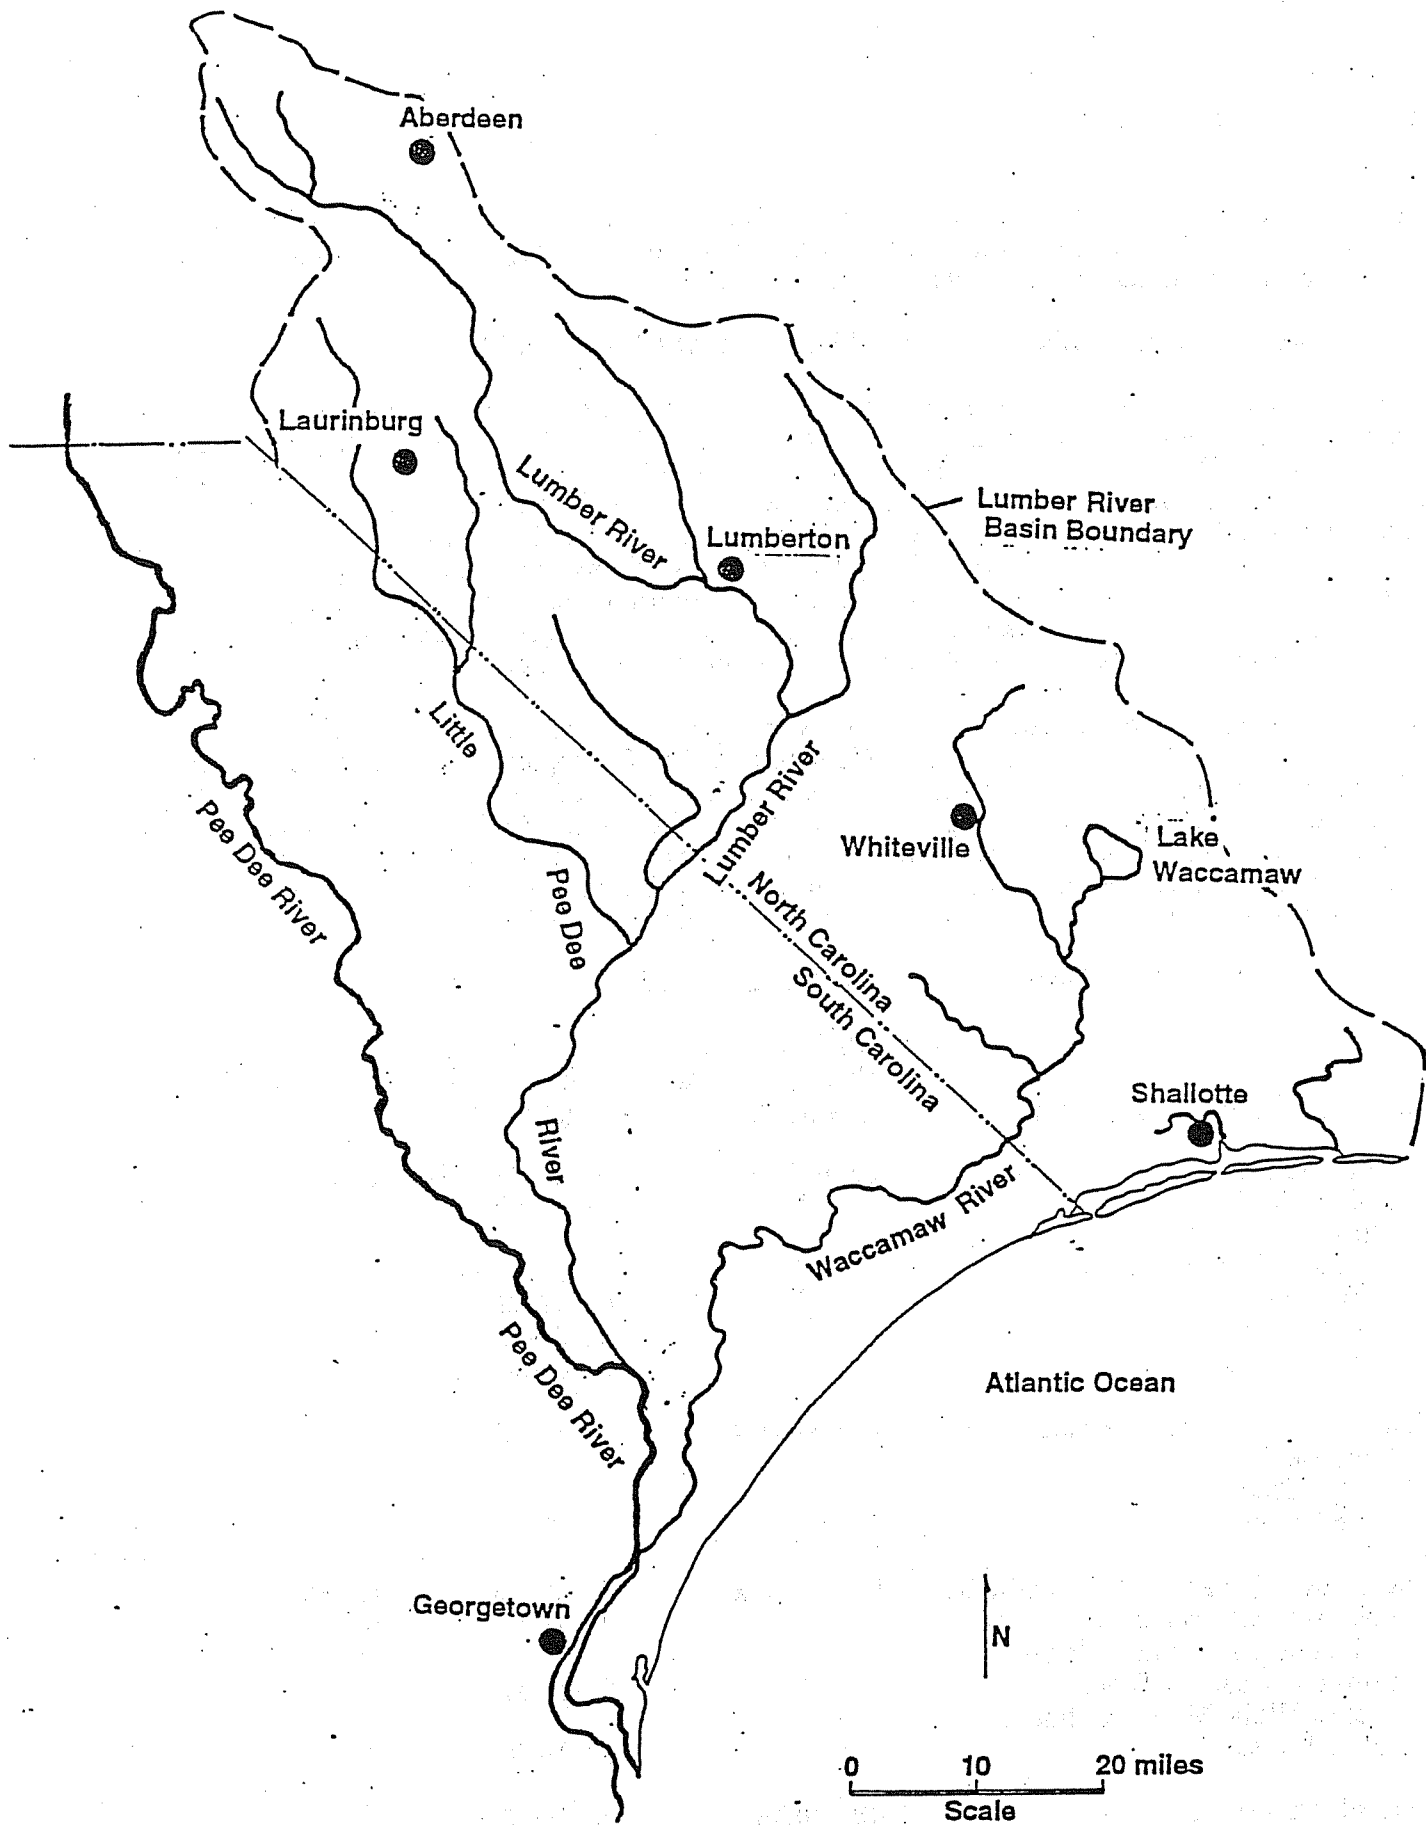 Aberdeen
Laurinburg
Lumber River
Lumberton
Lumber River
Basin Boundary
Little
Pee Dee
River
Lumber River
Pee Dee River
Whiteville
Lake
Waccamaw
North Carolina
South Carolina
Shallotte
Waccamaw River
Pee Dee River
Atlantic Ocean
Georgetown
N
0 10 20 miles
Scale